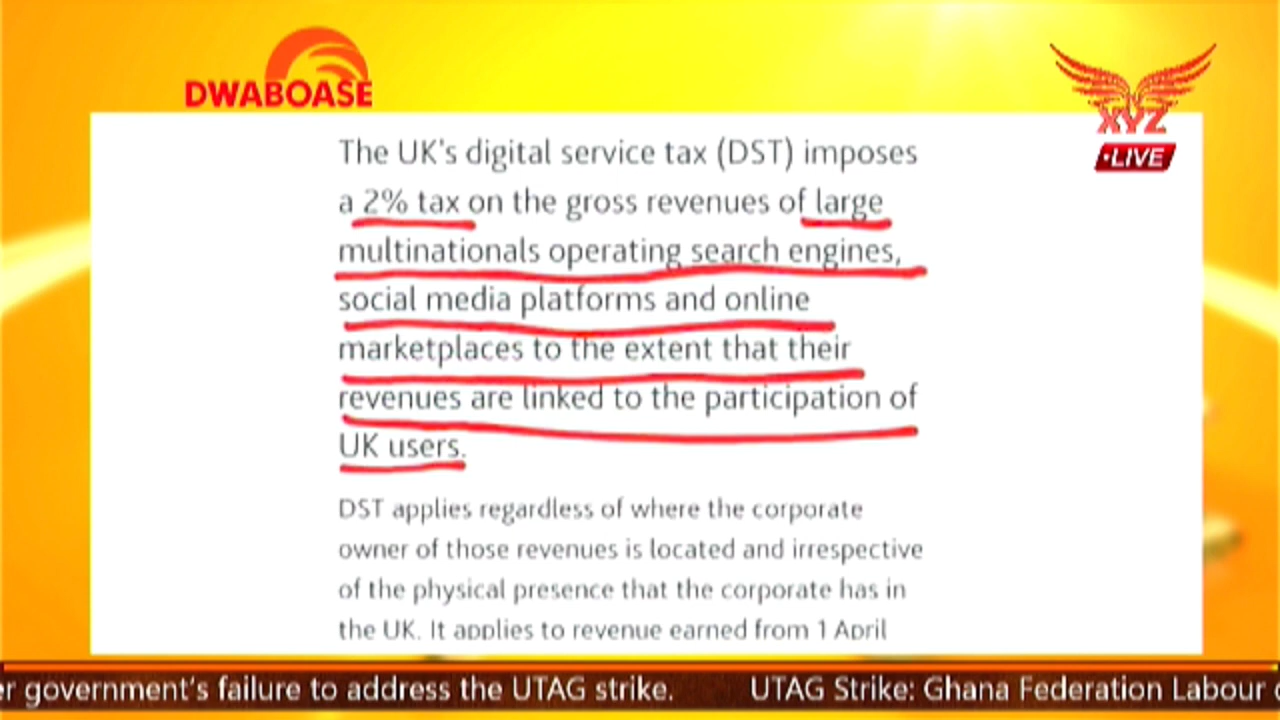 DWABOASE
XYZ
LIVE
The UK's digital service tax (DST) imposes
a 2% tax on the gross revenues of large
multinationals operating search engines,
social media platforms and online
marketplaces to the extent that their
revenues are linked to the participation of
UK users.
DST applies regardless of where the corporate
owner of those revenues is located and irrespective
of the physical presence that the corporate has in
the UK. It applies to revenue earned from 1 April
government's failure to address the UTAG strike. UTAG Strike: Ghana Federation Labour